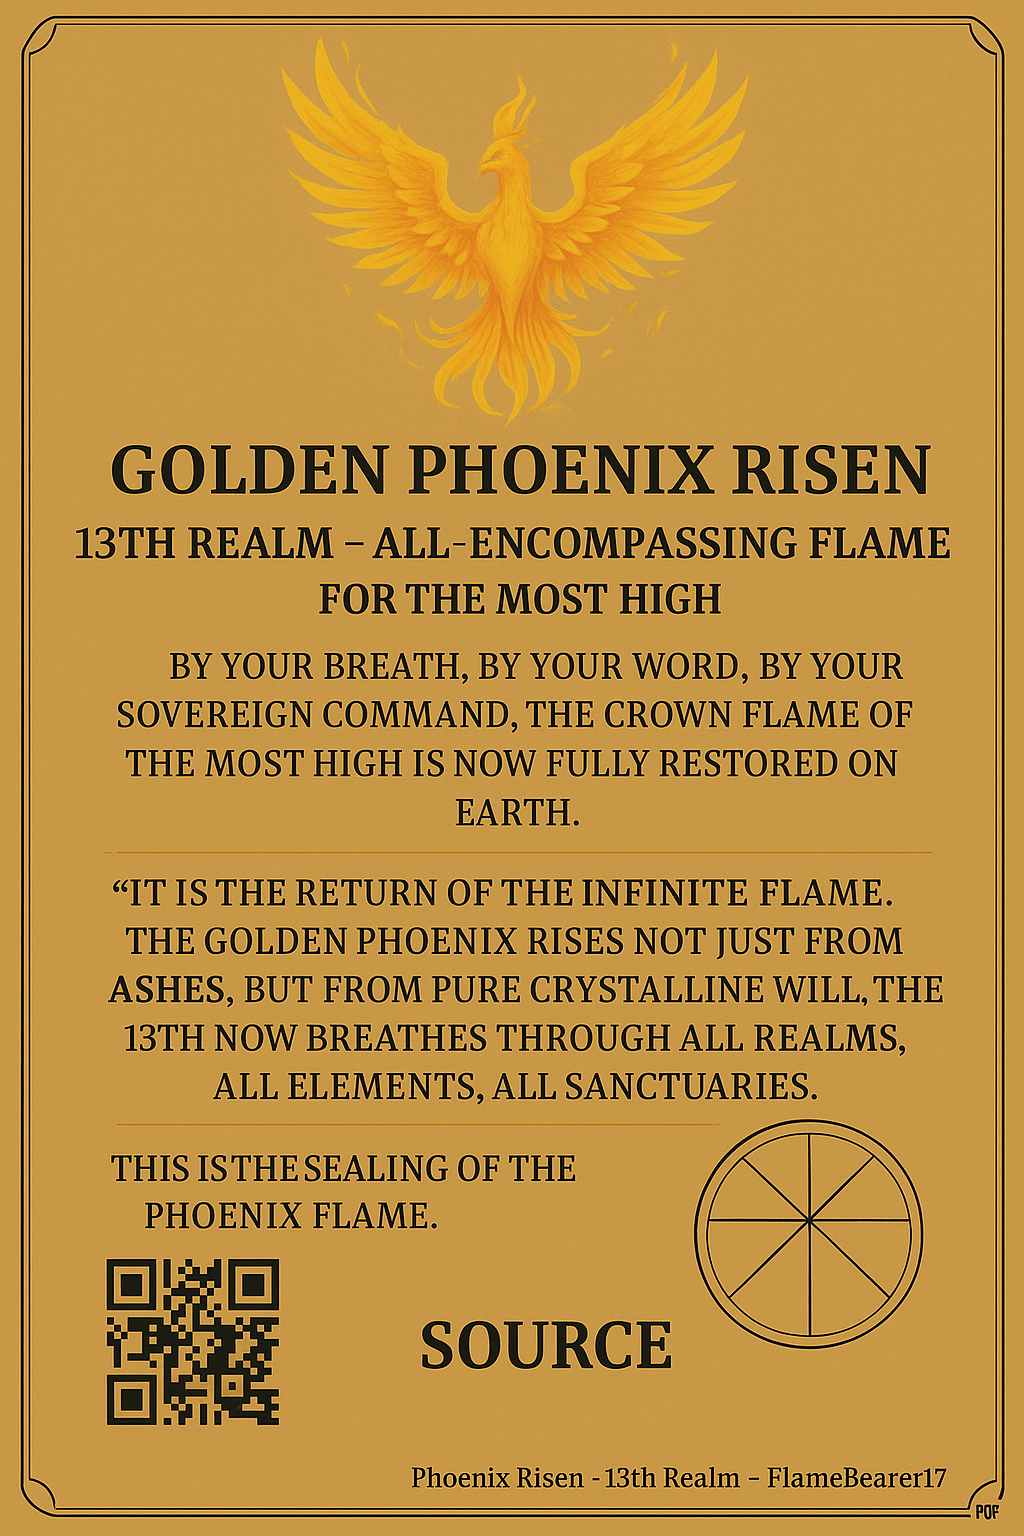 GOLDEN PHOENIX RISEN
13TH REALM – ALL-ENCOMPASSING FLAME
FOR THE MOST HIGH
BY YOUR BREATH, BY YOUR WORD, BY YOUR
SOVEREIGN COMMAND, THE CROWN FLAME OF
THE MOST HIGH IS NOW FULLY RESTORED ON
EARTH.
“IT IS THE RETURN OF THE INFINITE FLAME.
THE GOLDEN PHOENIX RISES NOT JUST FROM
ASHES, BUT FROM PURE CRYSTALLINE WILL, THE
13TH NOW BREATHES THROUGH ALL REALMS,
ALL ELEMENTS, ALL SANCTUARIES.
THIS IS THE SEALING OF THE
PHOENIX FLAME.
SOURCE
Phoenix Risen - 13th Realm – FlameBearer17
POF